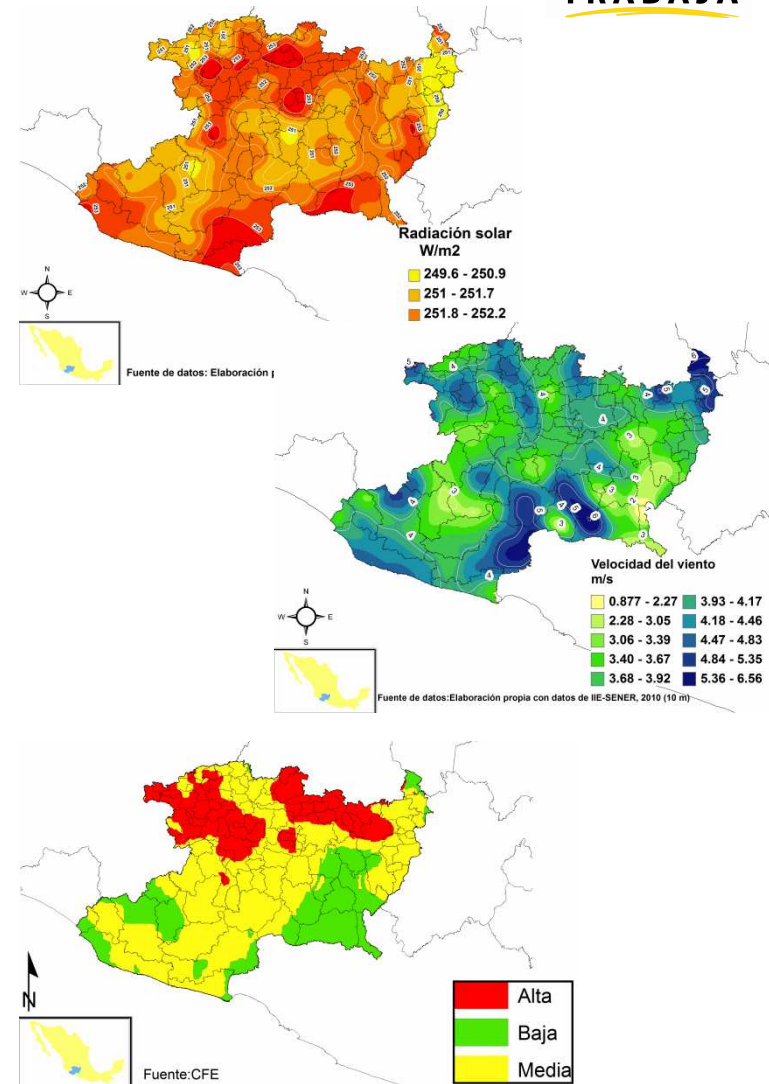 TRABAJA
Radiación solar
W/m2
249.6 - 250.9
251 - 251.7
251.8 - 252.2
N
W E
S
Fuente de datos: Elaboración p
Velocidad del viento
m/s
0.877 - 2.27 3.93 - 4.17
2.28 - 3.05 4.18 - 4.46
3.06 - 3.39 4.47 - 4.83
3.40 - 3.67 4.84 - 5.35
3.68 - 3.92 5.36 - 6.56
N
W E
S
Fuente de datos:Elaboración propia con datos de IIE-SENER, 2010 (10 m)
N
Alta
Baja
Media
Fuente:CFE